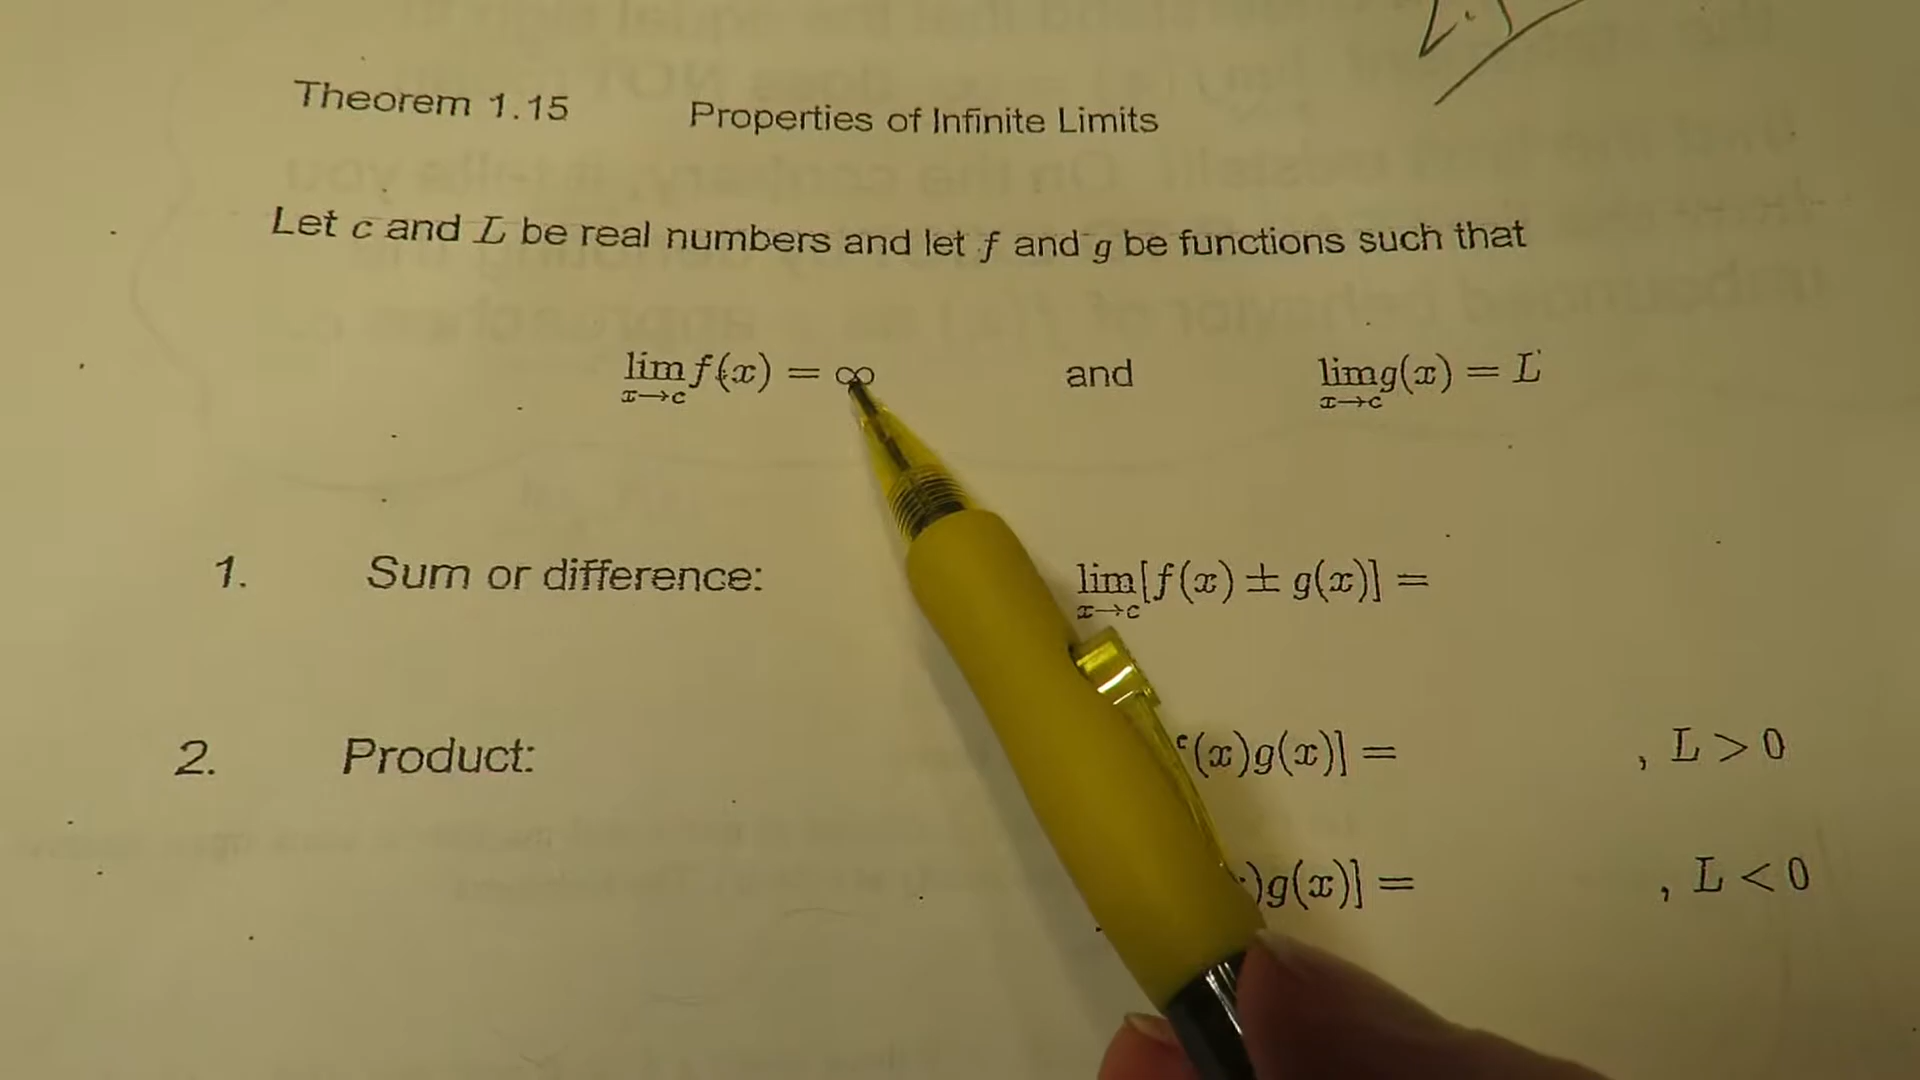 Theorem 1.15 Properties of Infinite Limits
Let c and L be real numbers and let f and g be functions such that
lim f(x) = ∞ and lim g(x) = L
x→c x→c
1. Sum or difference: lim[f(x) ± g(x)] =
x→c
2. Product: (x)g(x)] = , L > 0
)g(x)] = , L < 0